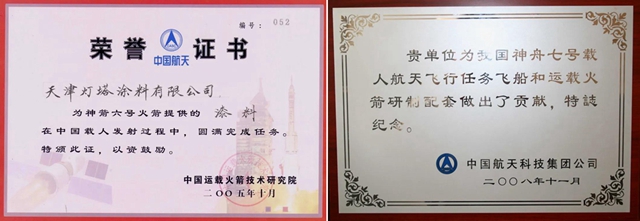 编号：052
荣誉证书
中国航天
天津灯塔涂料有限公司：
为神箭六号火箭提供的 涂料
在中国载人发射过程中，圆满完成任务。
特颁此证，以资鼓励。
中国运载火箭技术研究院
二〇〇五年十月
贵单位为我国神舟七号载
人航天飞行任务飞船和运载火
箭研制配套做出了贡献，特誌
纪念。
中国航天科技集团公司
二〇〇八年十一月